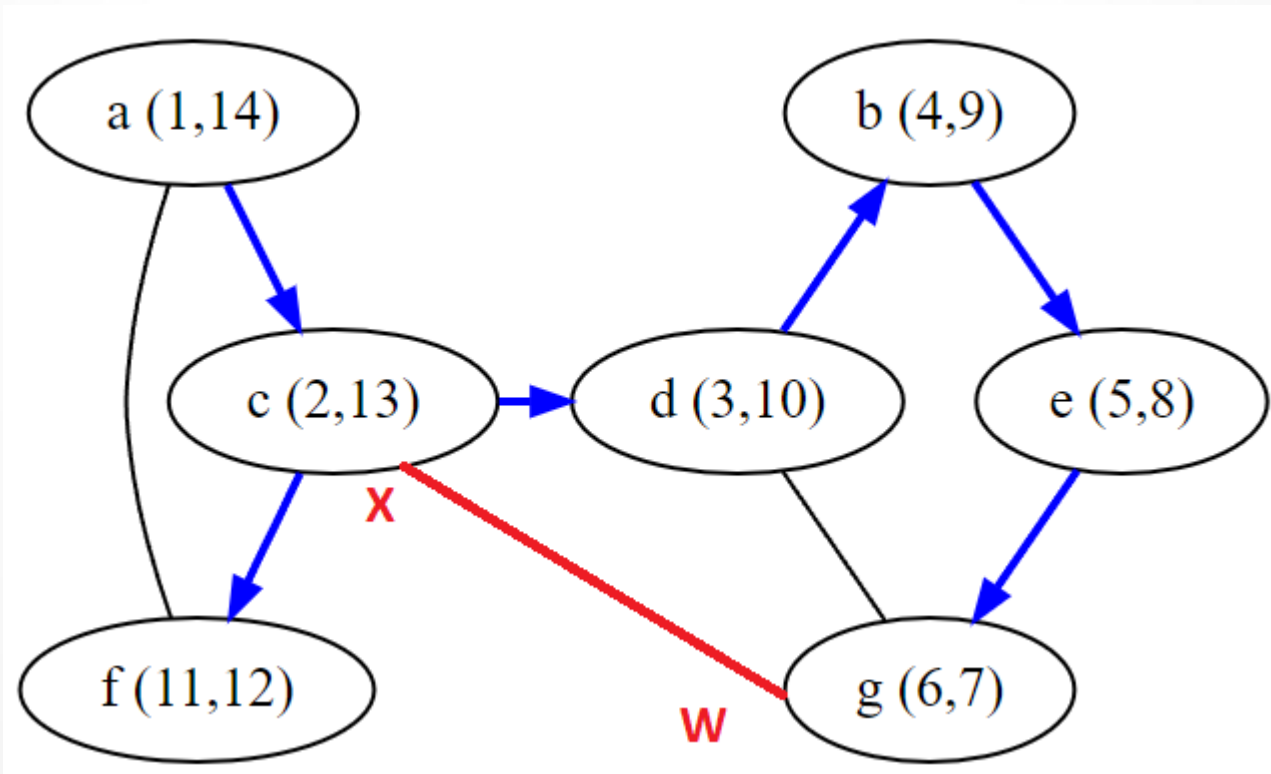 a (1,14)
b (4,9)
c (2,13)
d (3,10)
e (5,8)
X
f (11,12)
W
g (6,7)